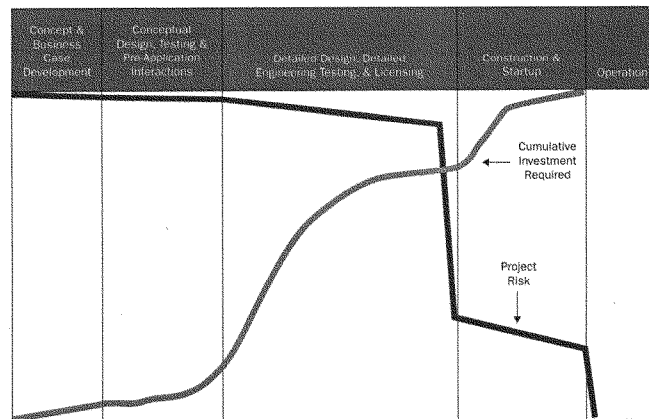 Concept &
Business
Case
Development
Conceptual
Design, Testing &
Pre-Application
Interactions
Detailed Design, Detailed
Engineering Testing, & Licensing
Construction &
Startup
Operation
Cumulative
Investment
Required
Project
Risk